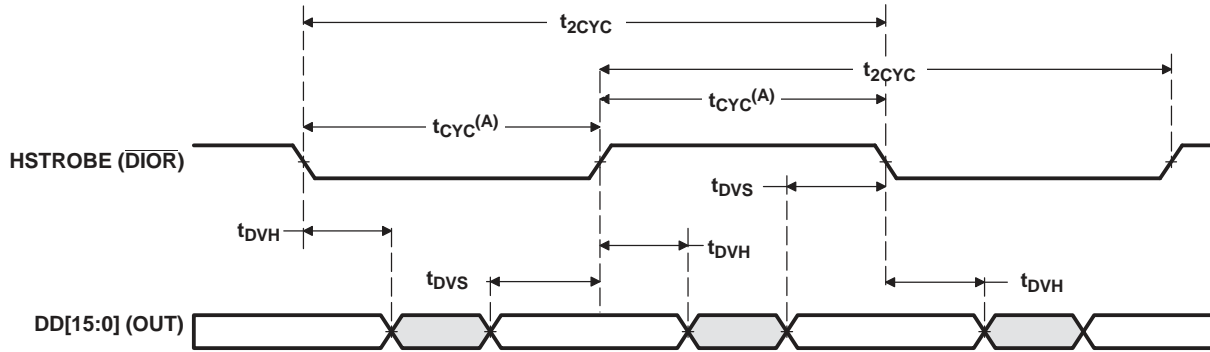 t2CYC
t2CYC
tCYC(A)
tCYC(A)
HSTROBE (DIOR)
tDVS
tDVH
tDVH
tDVS
tDVH
DD[15:0] (OUT)